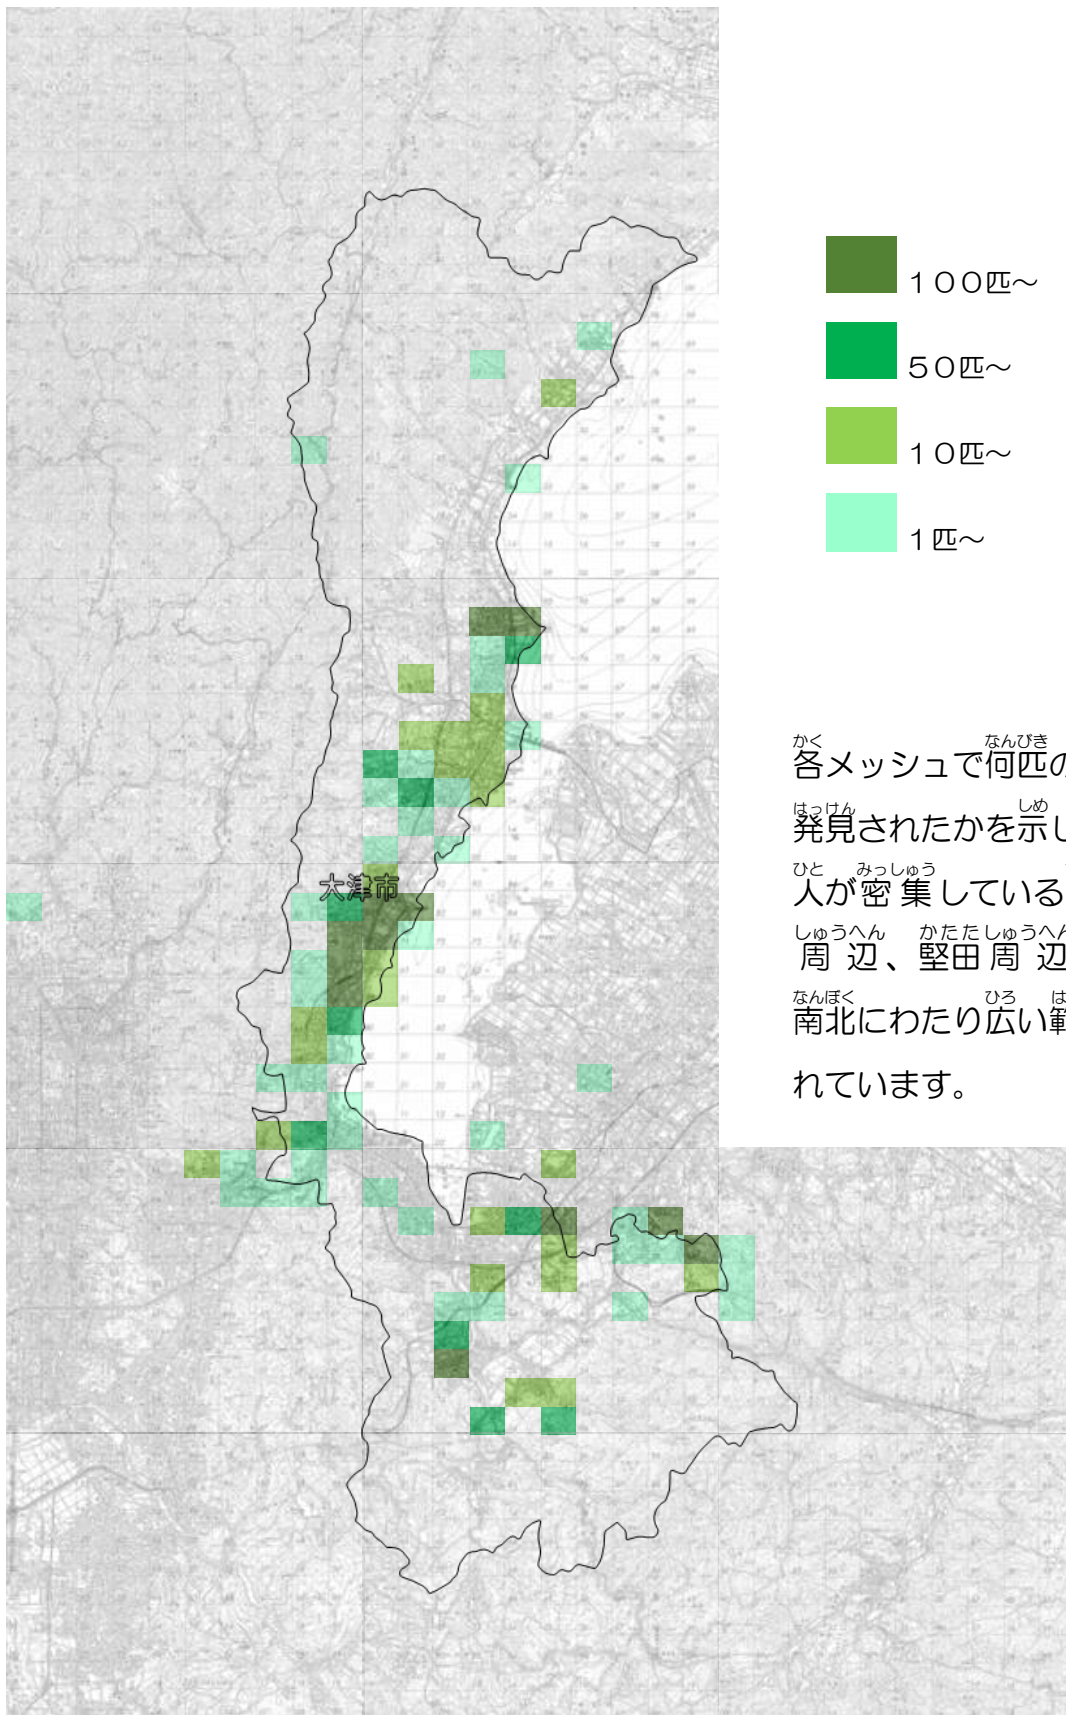 １００匹～
５０匹～
１０匹～
１匹～
大津市
かく なんびき
各メッシュで何匹の
はっけん しめ
発見されたかを示し
ひと みっしゅう
人が密集している
しゅうへん かたたしゅうへん
周辺、堅田周辺
なんぼく ひろ は
南北にわたり広い範
れています。